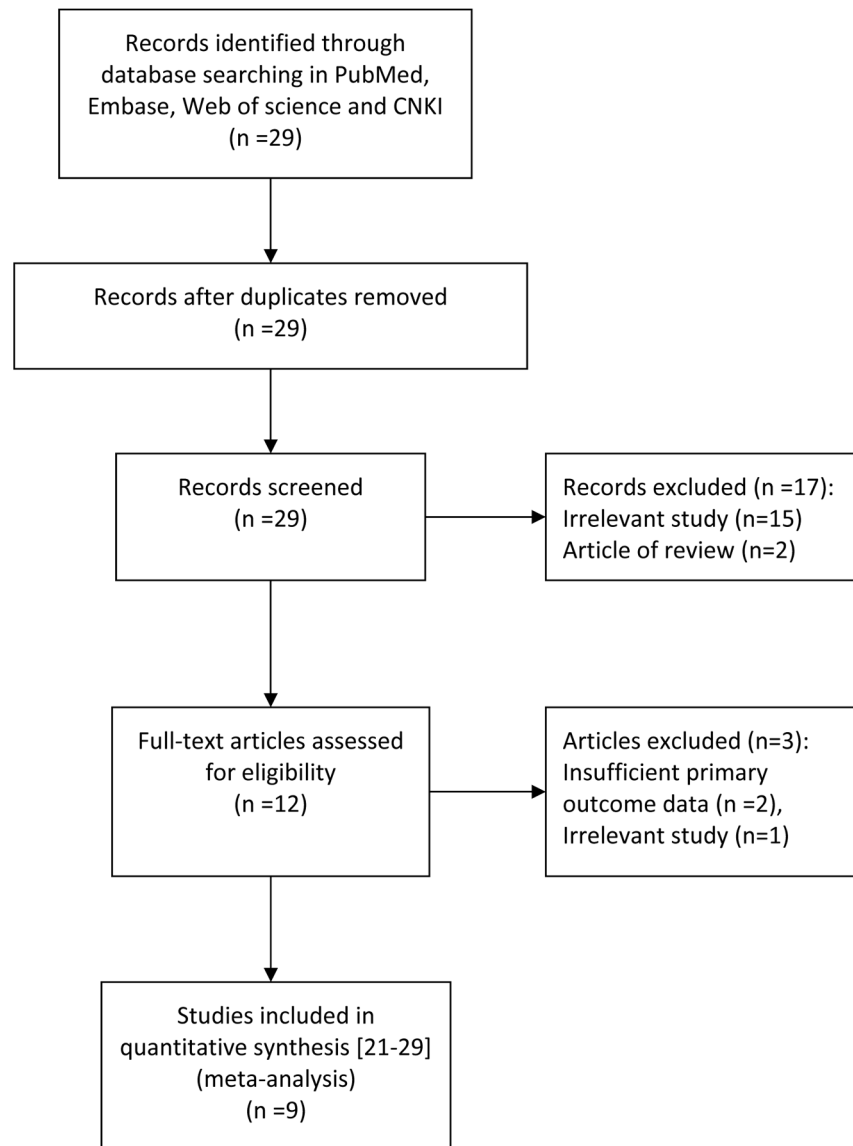 Records identified through
database searching in PubMed,
Embase, Web of science and CNKI
(n =29)
Records after duplicates removed
(n =29)
Records screened
(n =29)
Records excluded (n =17):
Irrelevant study (n=15)
Article of review (n=2)
Full-text articles assessed
for eligibility
(n =12)
Articles excluded (n=3):
Insufficient primary
outcome data (n =2),
Irrelevant study (n=1)
Studies included in
quantitative synthesis [21-29]
(meta-analysis)
(n =9)